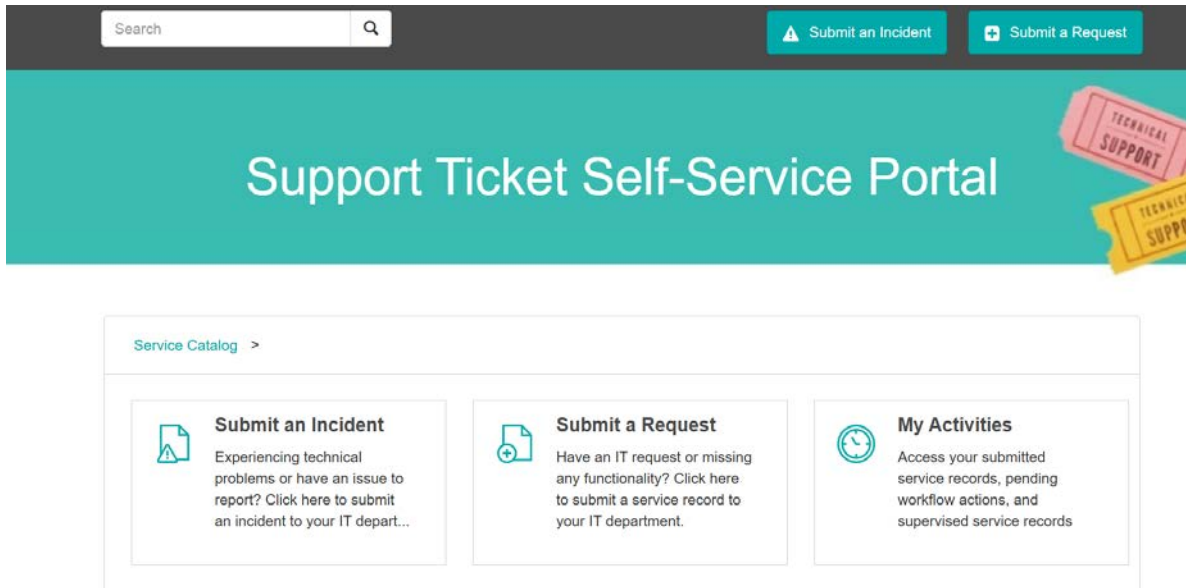 Search
Submit an Incident
Submit a Request
TECHNICAL
SUPPORT
Support Ticket Self-Service Portal
Service Catalog >
Submit an Incident
Experiencing technical
problems or have an issue to
report? Click here to submit
an incident to your IT depart...
Submit a Request
Have an IT request or missing
any functionality? Click here
to submit a service record to
your IT department.
My Activities
Access your submitted
service records, pending
workflow actions, and
supervised service records